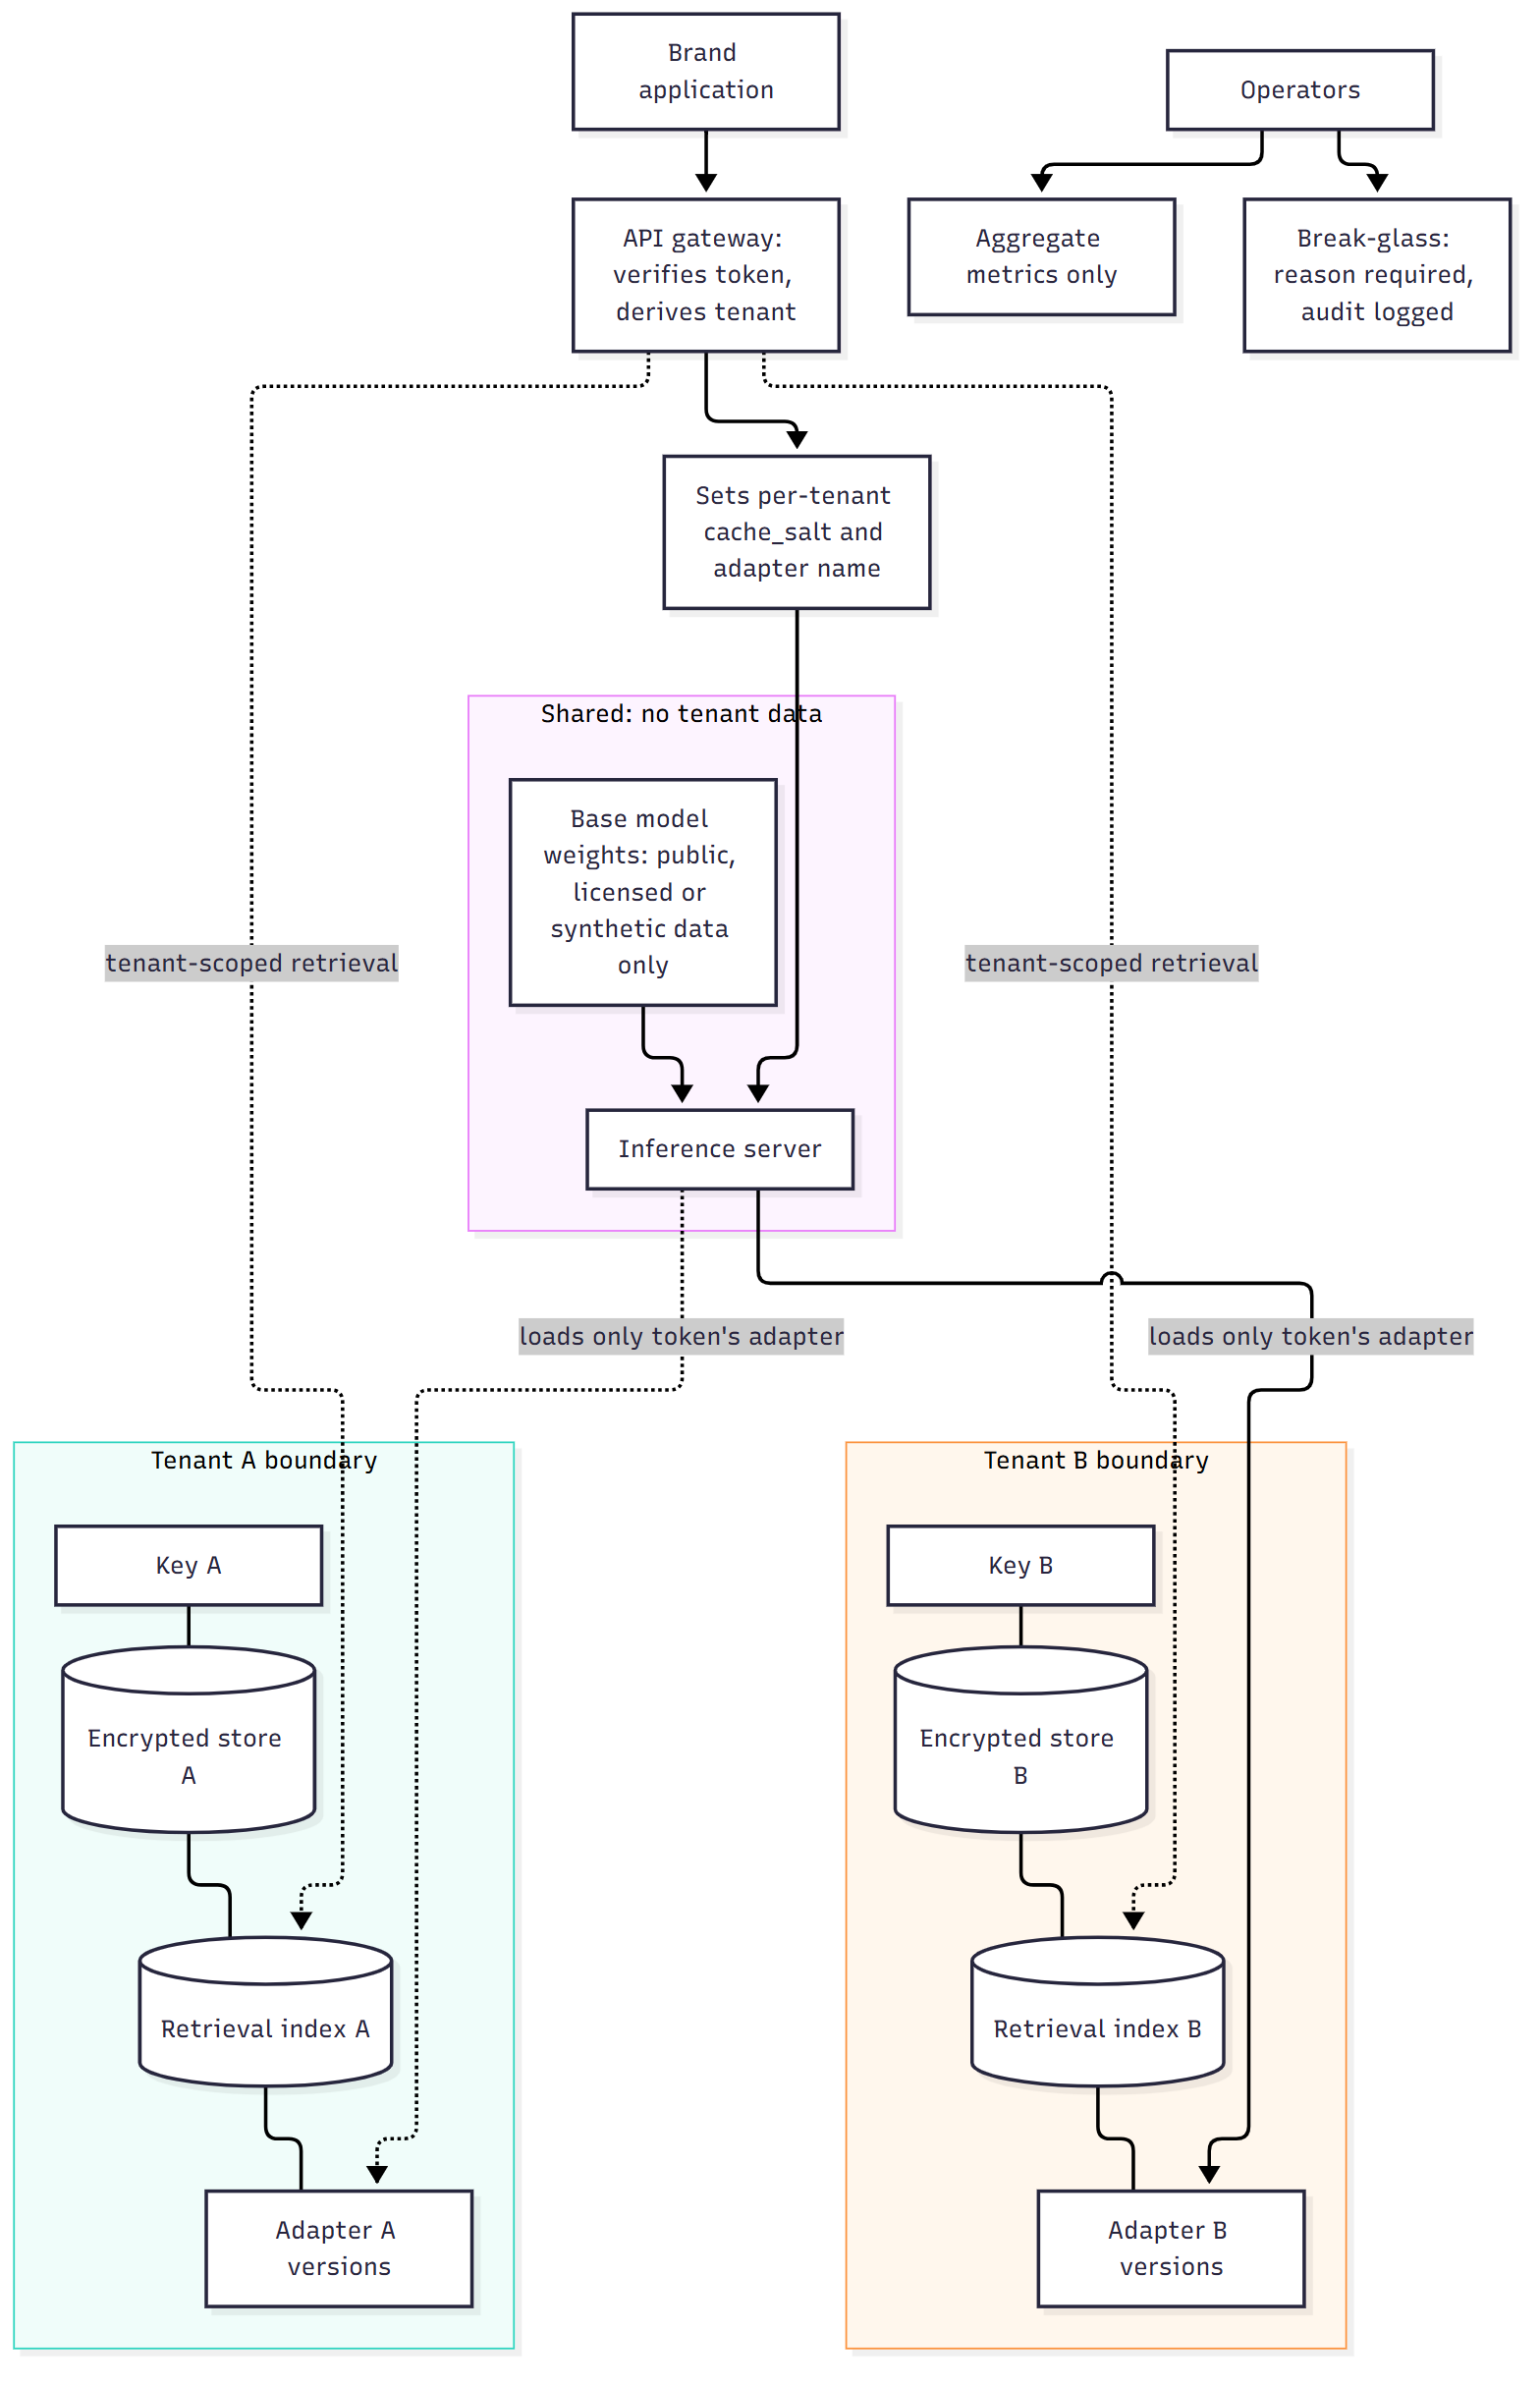 Brand
application
Operators
API gateway:
verifies token,
derives tenant
Aggregate
metrics only
Break-glass:
reason required,
audit logged
Sets per-tenant
cache_salt and
adapter name
Shared: no tenant data
Base model
weights: public,
licensed or
synthetic data
only
tenant-scoped retrieval
tenant-scoped retrieval
Inference server
loads only token's adapter
loads only token's adapter
Tenant A boundary
Key A
Encrypted store
A
Retrieval index A
Adapter A
versions
Tenant B boundary
Key B
Encrypted store
B
Retrieval index B
Adapter B
versions